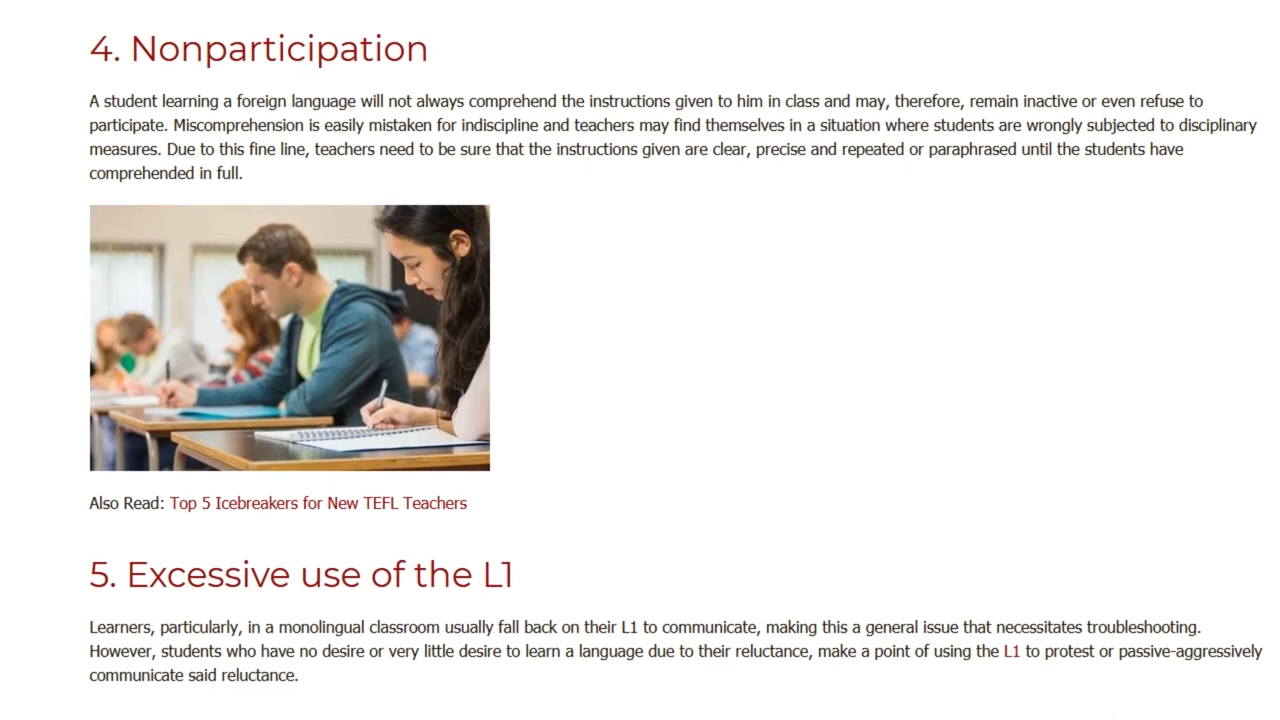 4. Nonparticipation
A student learning a foreign language will not always comprehend the instructions given to him in class and may, therefore, remain inactive or even refuse to
participate. Miscomprehension is easily mistaken for indiscipline and teachers may find themselves in a situation where students are wrongly subjected to disciplinary
measures. Due to this fine line, teachers need to be sure that the instructions given are clear, precise and repeated or paraphrased until the students have
comprehended in full.
Also Read: Top 5 Icebreakers for New TEFL Teachers
5. Excessive use of the L1
Learners, particularly, in a monolingual classroom usually fall back on their L1 to communicate, making this a general issue that necessitates troubleshooting.
However, students who have no desire or very little desire to learn a language due to their reluctance, make a point of using the L1 to protest or passive-aggressively
communicate said reluctance.